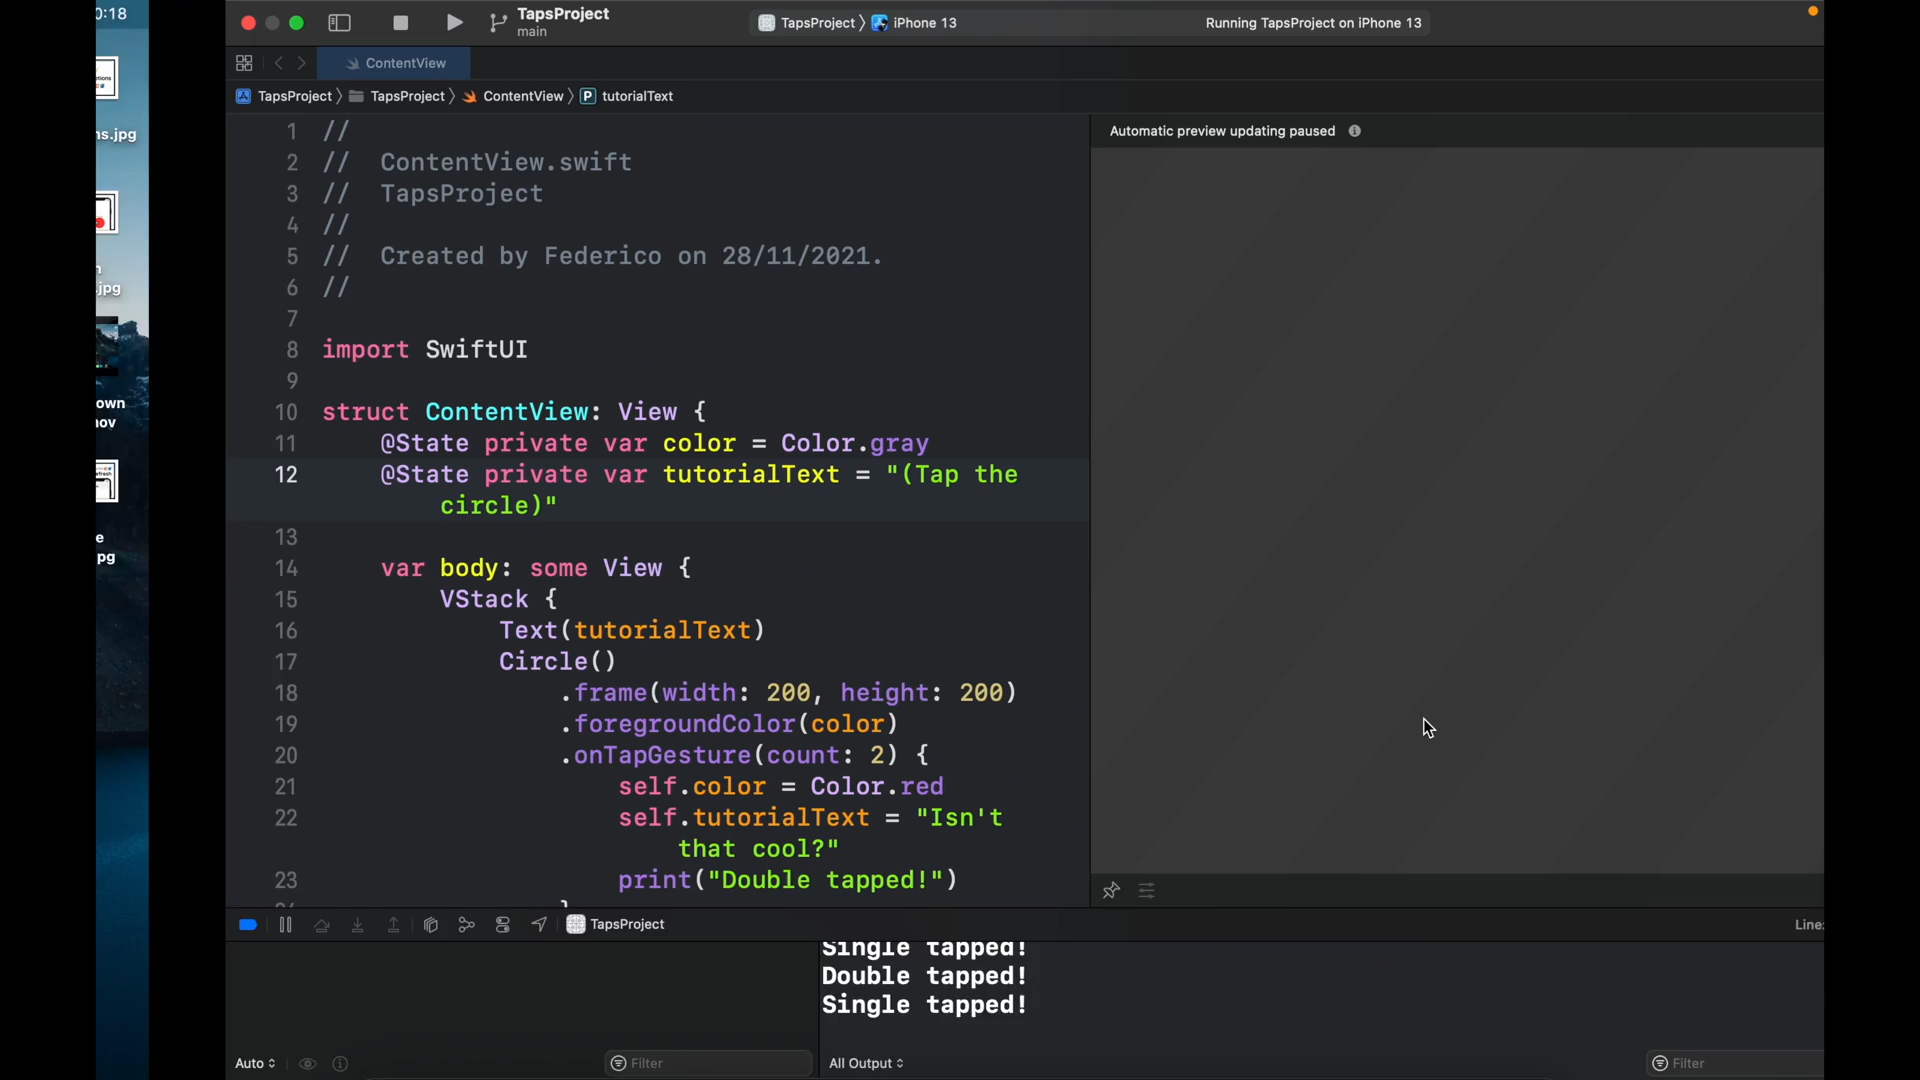 0:18
TapsProject
main
TapsProject 〉 iPhone 13
Running TapsProject on iPhone 13
ContentView
TapsProject 〉 TapsProject 〉 ContentView 〉 P tutorialText
Automatic preview updating paused
1 //
2 //  ContentView.swift
3 //  TapsProject
4 //
5 //  Created by Federico on 28/11/2021.
6 //
7
8 import SwiftUI
9
10 struct ContentView: View {
11 @State private var color = Color.gray
12 @State private var tutorialText = "(Tap the
circle)"
13
14 var body: some View {
15 VStack {
16 Text(tutorialText)
17 Circle()
18 .frame(width: 200, height: 200)
19 .foregroundColor(color)
20 .onTapGesture(count: 2) {
21 self.color = Color.red
22 self.tutorialText = "Isn't
that cool?"
23 print("Double tapped!")
}
tions
ns.jpg
n
.jpg
own
nov
efresh
e
pg
TapsProject
Line:
Single tapped!
Double tapped!
Single tapped!
Auto
Filter
All Output
Filter